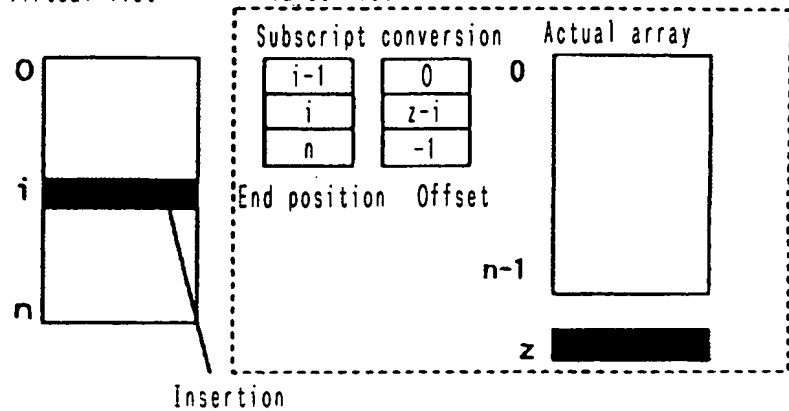 Subscript conversion Actual array
0 i-1 0 0
i z-i
n -1
i End position Offset
n-1
n
z
Insertion